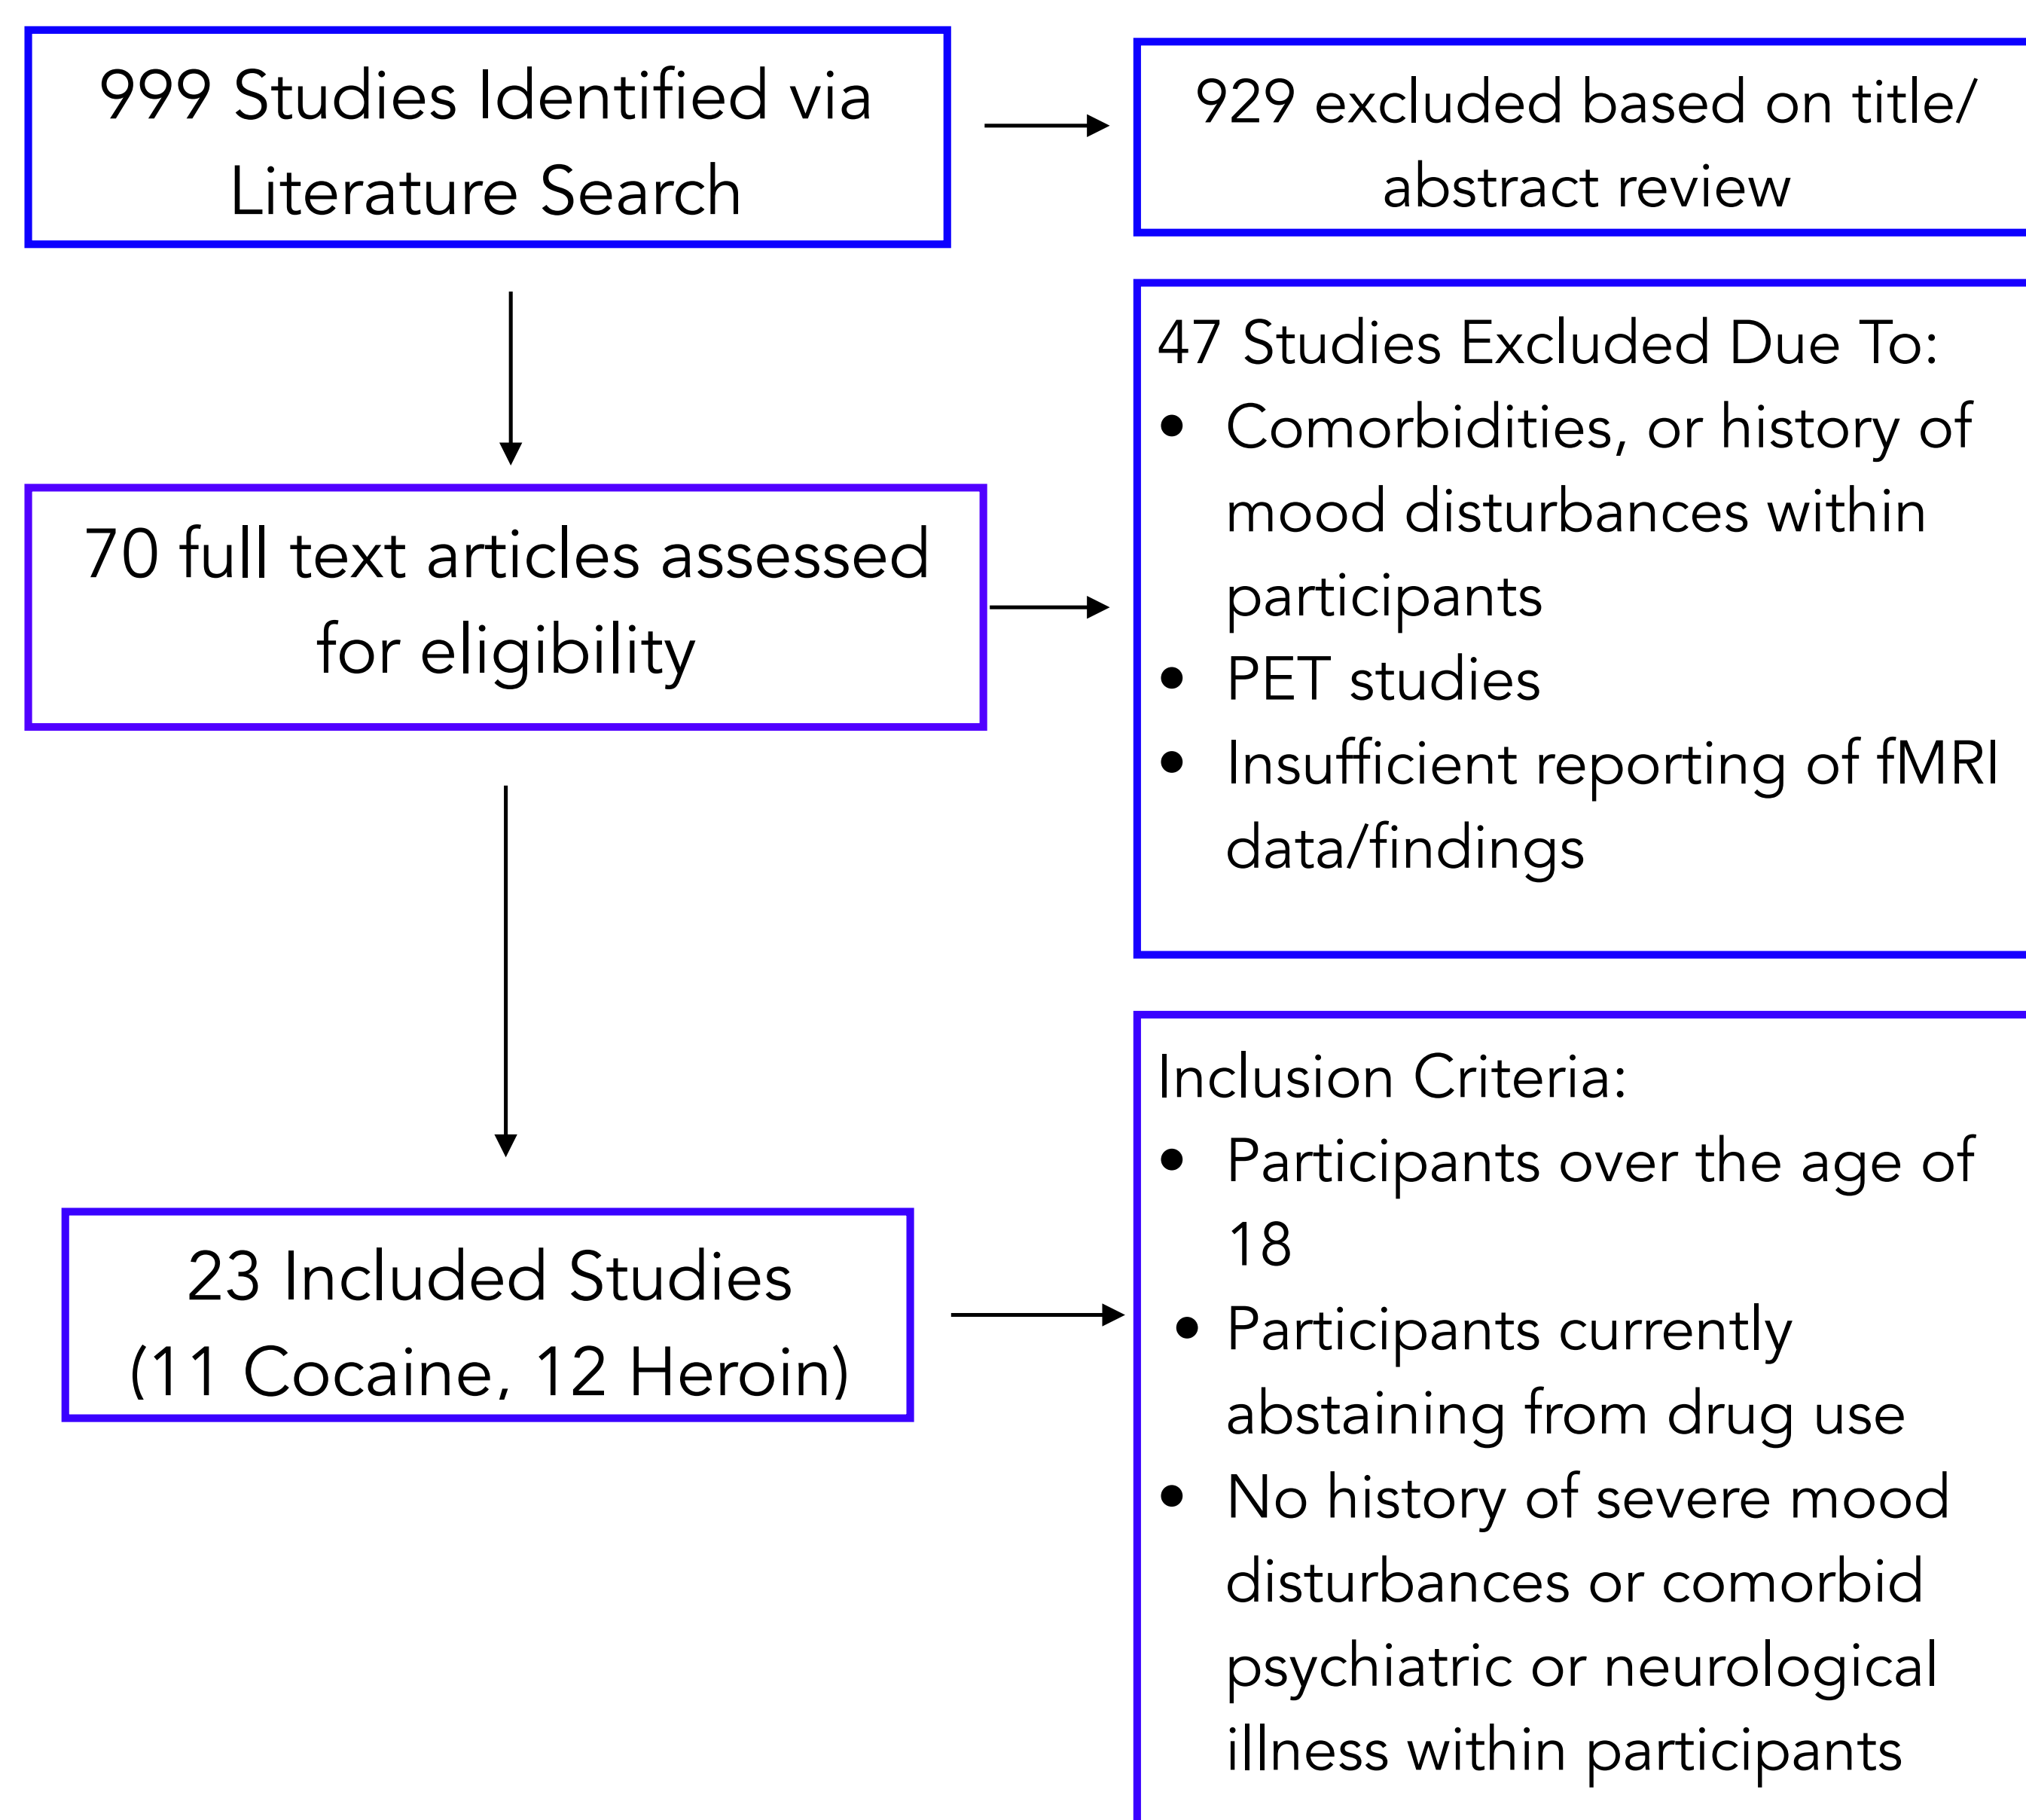 999 Studies Identified via
Literature Search
929 excluded based on title/
abstract review
70 full text articles assessed
for eligibility
47 Studies Excluded Due To:
• Comorbidities, or history of
mood disturbances within
participants
• PET studies
• Insufficient reporting of fMRI
data/findings
23 Included Studies
(11 Cocaine, 12 Heroin)
Inclusion Criteria:
• Participants over the age of
18
• Participants currently
abstaining from drug use
• No history of severe mood
disturbances or comorbid
psychiatric or neurological
illness within participants